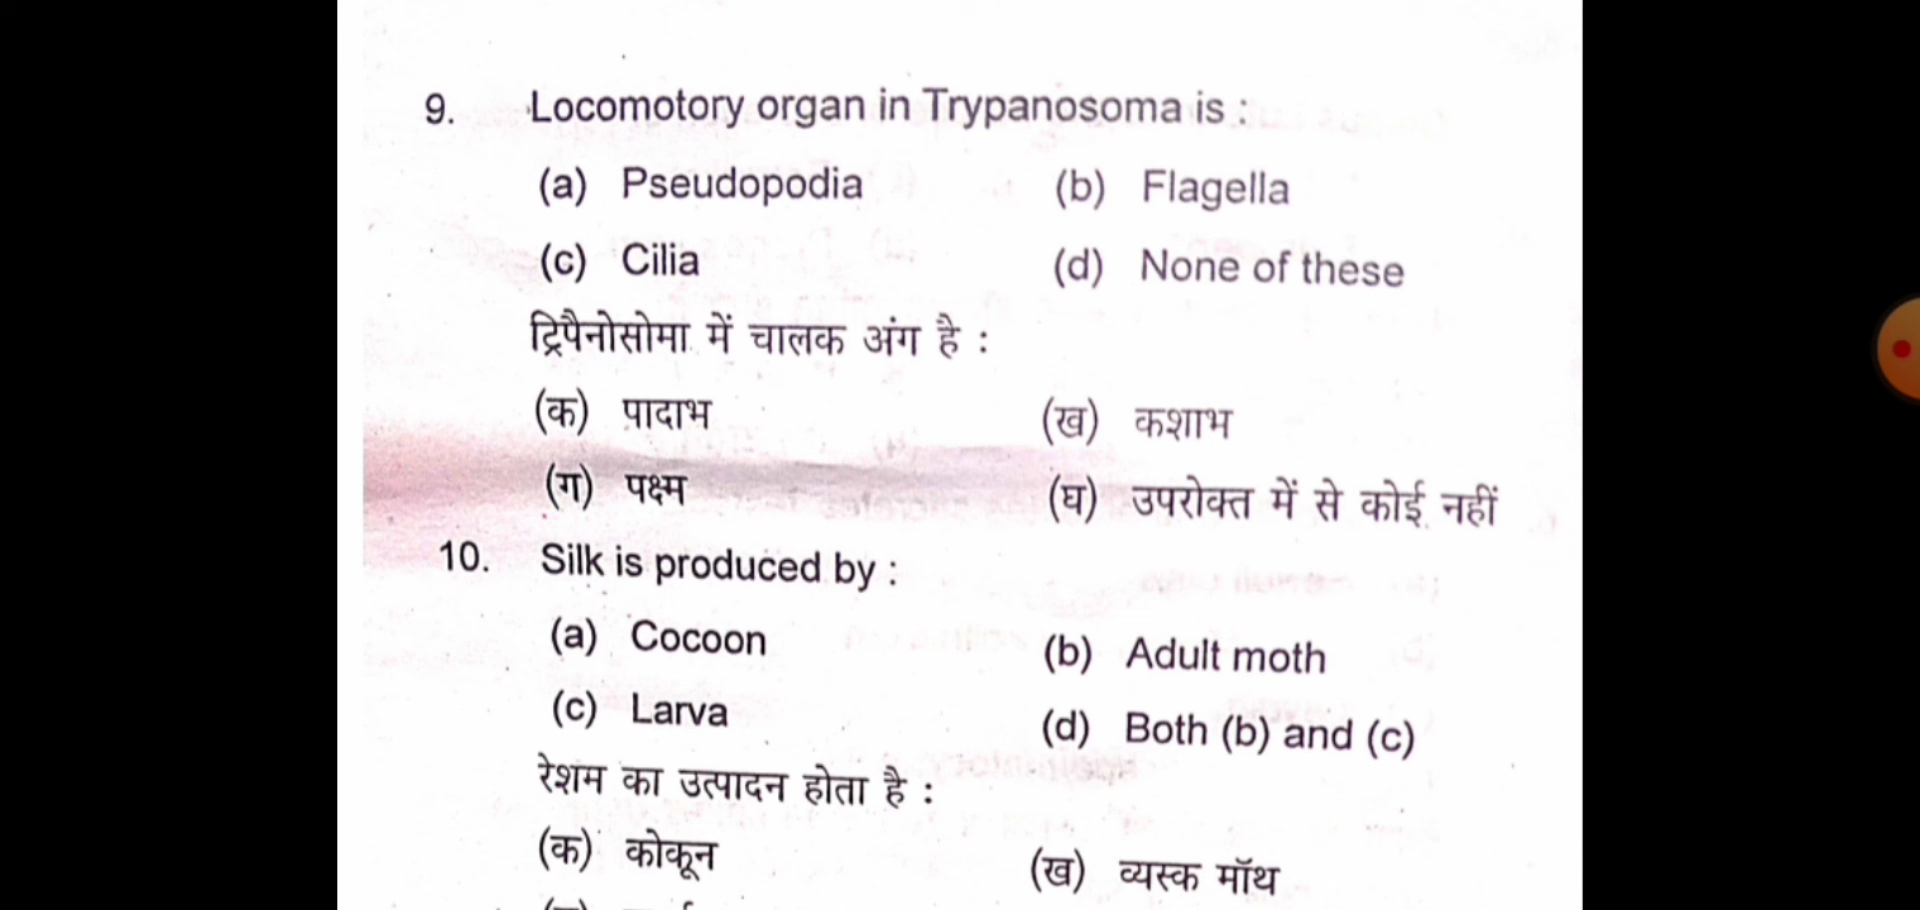 9. Locomotory organ in Trypanosoma is :
(a) Pseudopodia (b) Flagella
(c) Cilia (d) None of these
ट्रिपैनोसोमा में चालक अंग है :
(क) पादाभ (ख) कशाभ
(ग) पक्ष्म (घ) उपरोक्त में से कोई नहीं
10. Silk is produced by :
(a) Cocoon (b) Adult moth
(c) Larva (d) Both (b) and (c)
रेशम का उत्पादन होता है :
(क) कोकून (ख) व्यस्क मॉथ